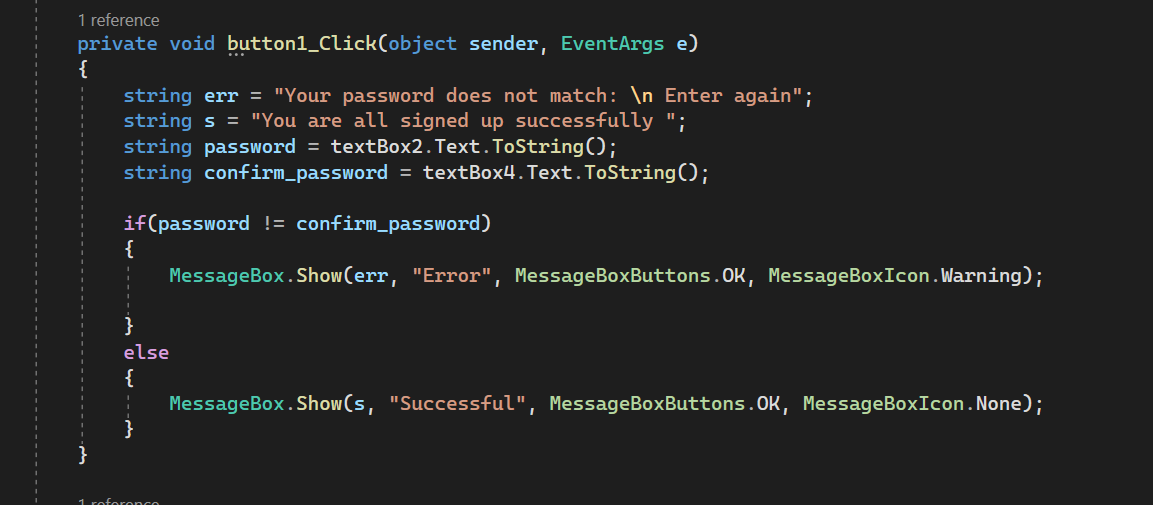 1 reference
private void button1_Click(object sender, EventArgs e)
{
string err = "Your password does not match: \n Enter again";
string s = "You are all signed up successfully ";
string password = textBox2.Text.ToString();
string confirm_password = textBox4.Text.ToString();
if(password != confirm_password)
{
MessageBox.Show(err, "Error", MessageBoxButtons.OK, MessageBoxIcon.Warning);
}
else
{
MessageBox.Show(s, "Successful", MessageBoxButtons.OK, MessageBoxIcon.None);
}
}
1 reference